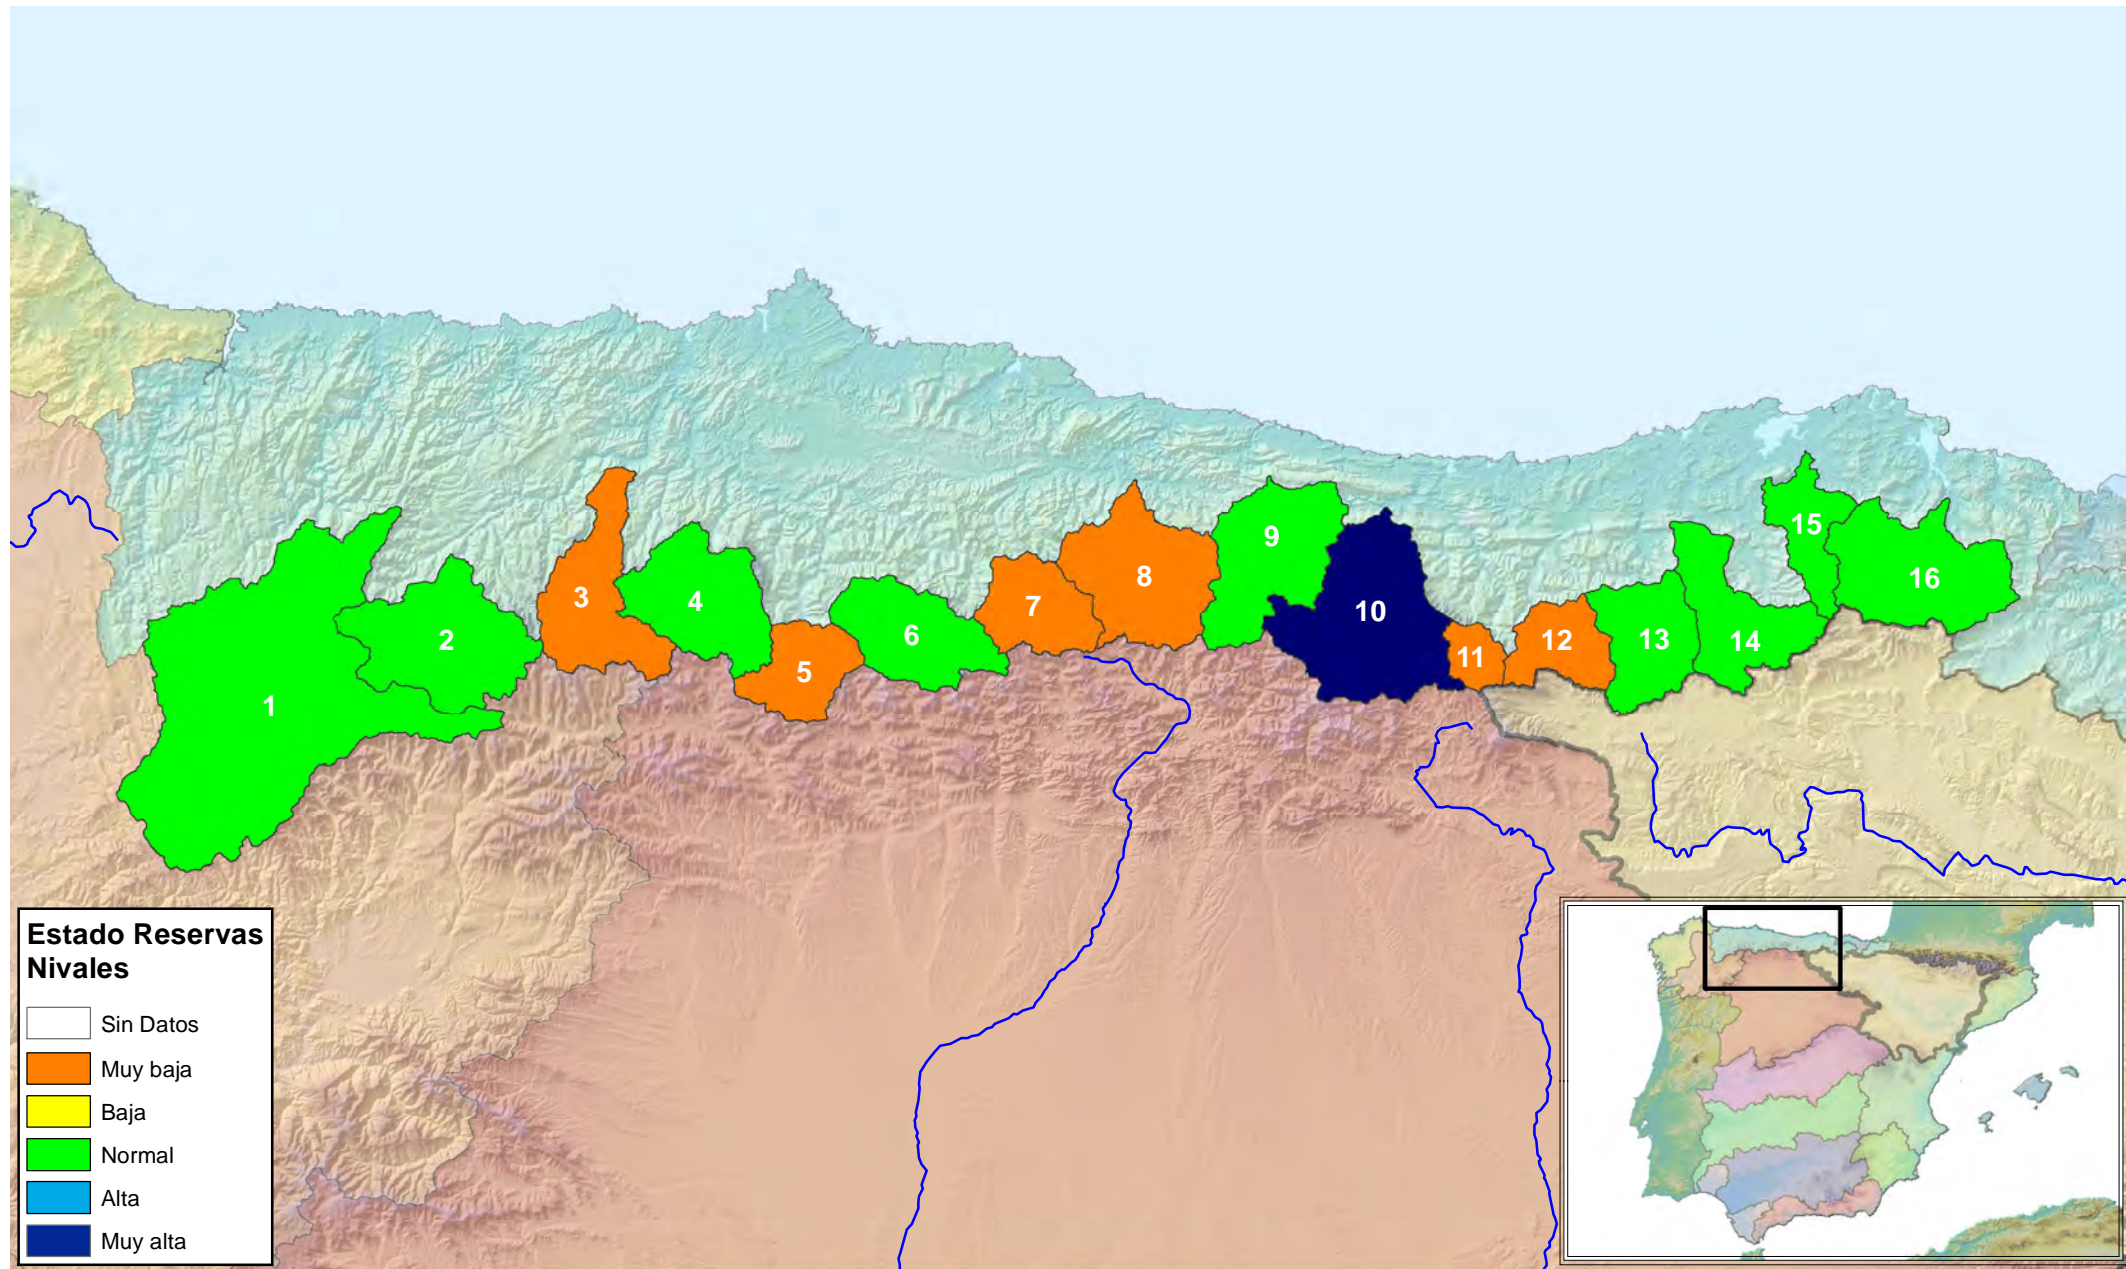 1
2
3
4
5
6
7
8
9
10
11
12
13
14
15
16
Estado Reservas
Nivales
Sin Datos
Muy baja
Baja
Normal
Alta
Muy alta